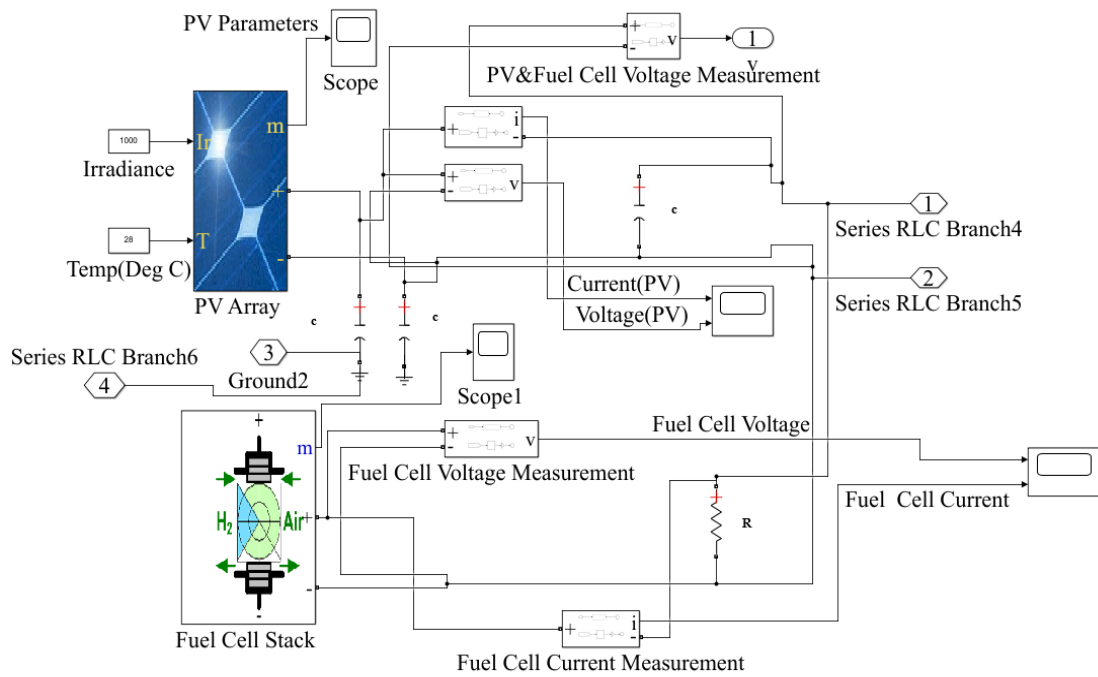 PV Parameters
Scope
+
-
v
1
v
PV&Fuel Cell Voltage Measurement
1000
Ir
m
Irradiance
+
i
-
+
-
v
+
c
28
T
-
Temp(Deg C)
PV Array
1
Series RLC Branch4
2
Series RLC Branch5
Current(PV)
Voltage(PV)
c
c
Series RLC Branch6
3
4
Ground2
Scope1
+
m
+
-
v
Fuel Cell Voltage
Fuel Cell Voltage Measurement
Fuel Cell Current
H2
Air
+
R
-
-
Fuel Cell Stack
+
i
-
Fuel Cell Current Measurement